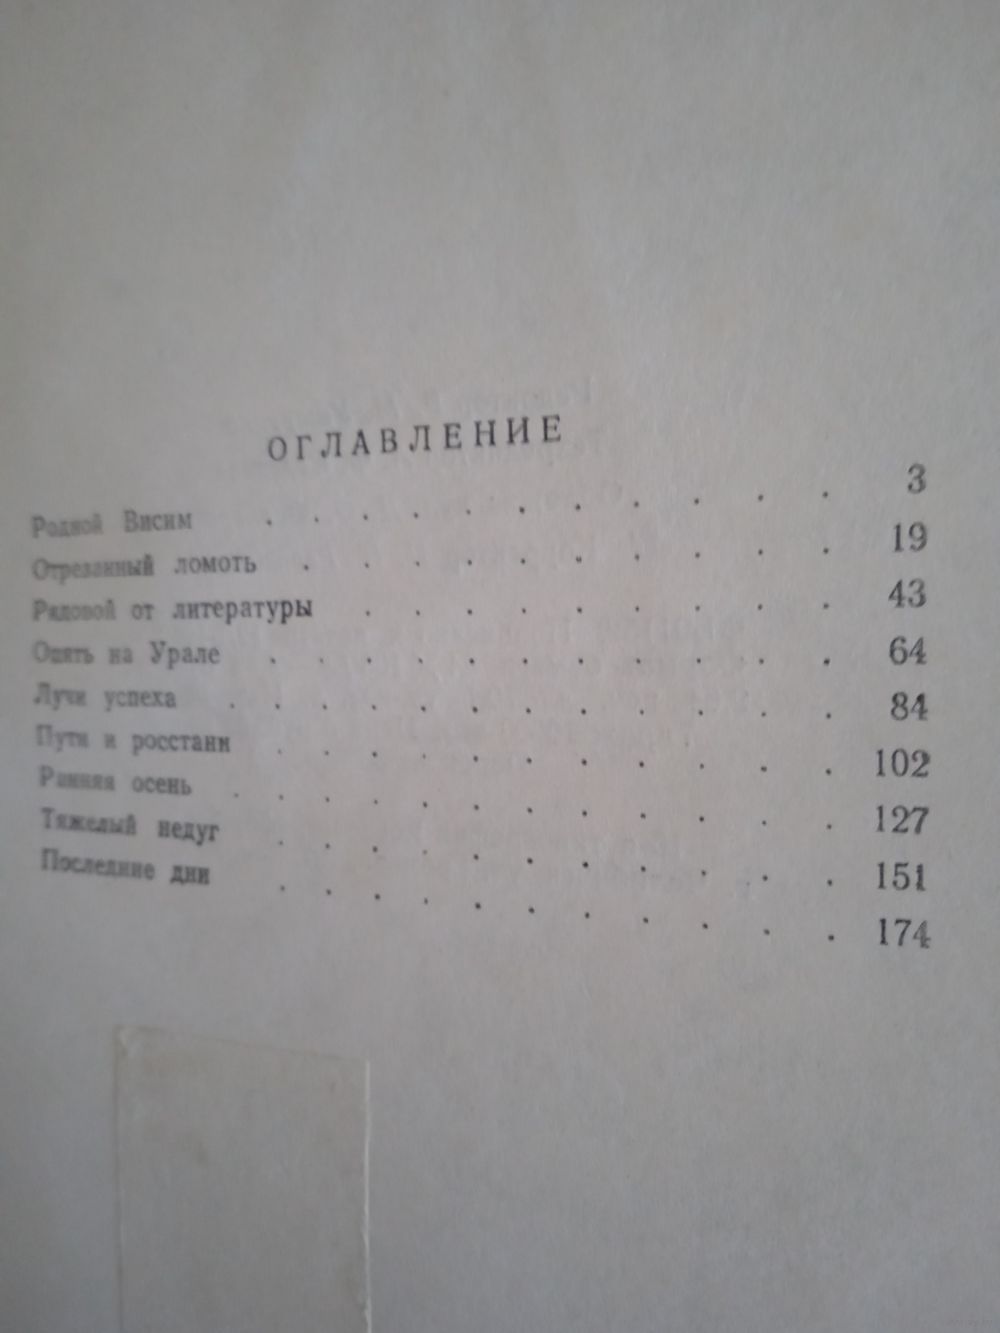 ОГЛАВЛЕНИЕ
Родной Висим . . . . . . . . . . . 3
Отрезанный ломоть . . . . . . . . . . 19
Рядовой от литературы . . . . . . . . . 43
Опять на Урале . . . . . . . . . . . 64
Лучи успеха . . . . . . . . . . . . 84
Пути и росстани . . . . . . . . . . . 102
Ранняя осень . . . . . . . . . . . . 127
Тяжелый недуг . . . . . . . . . . . 151
Последние дни . . . . . . . . . . . 174